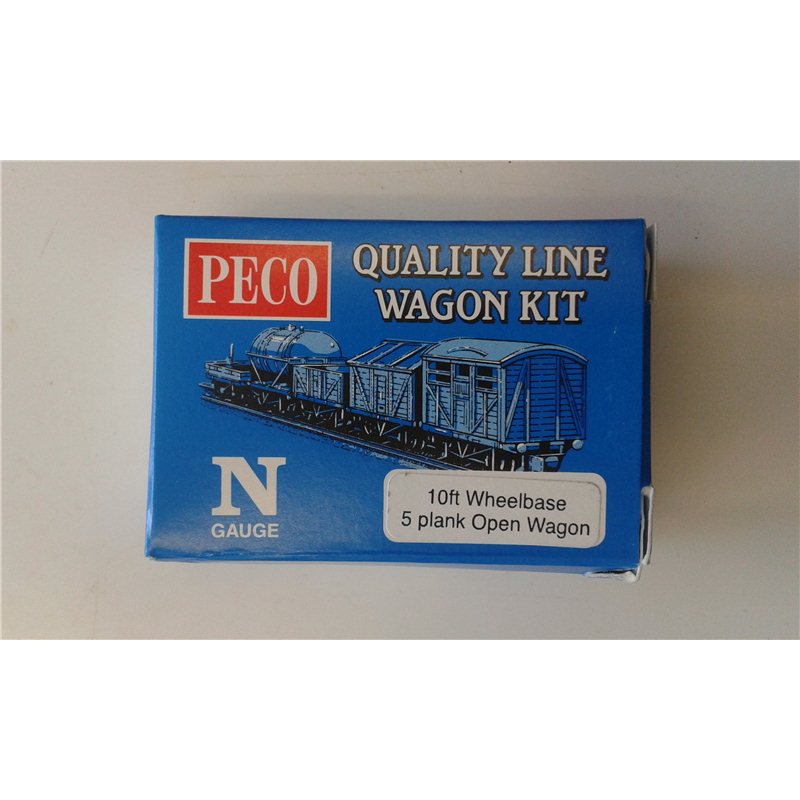 PECO
QUALITY LINE
WAGON KIT
N
GAUGE
10ft Wheelbase
5 plank Open Wagon